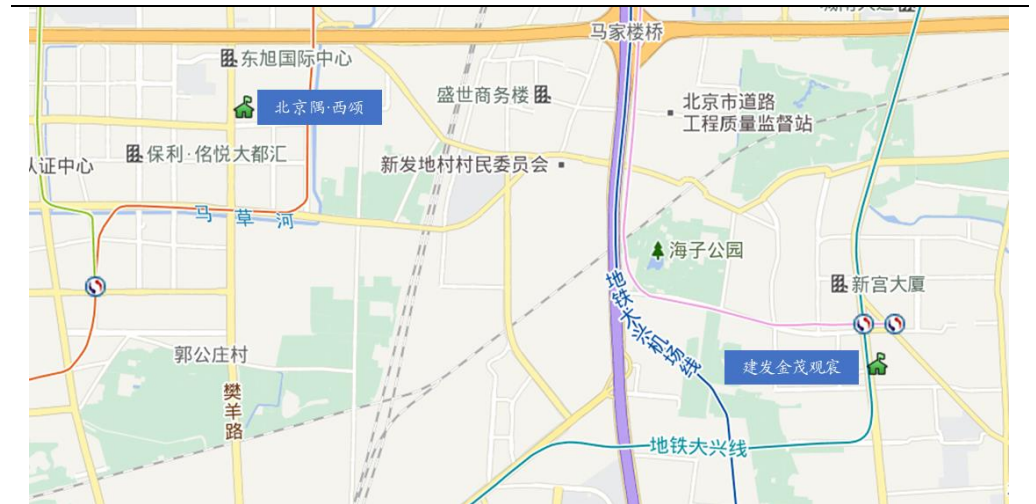 马家楼桥
东旭国际中心
北京隅·西颂
盛世商务楼
北京市道路
工程质量监督站
保利·佲悦大都汇
认证中心
新发地村村民委员会
马草河
海子公园
新宫大厦
地铁大兴机场线
郭公庄村
建发金茂观宸
樊羊路
地铁大兴线